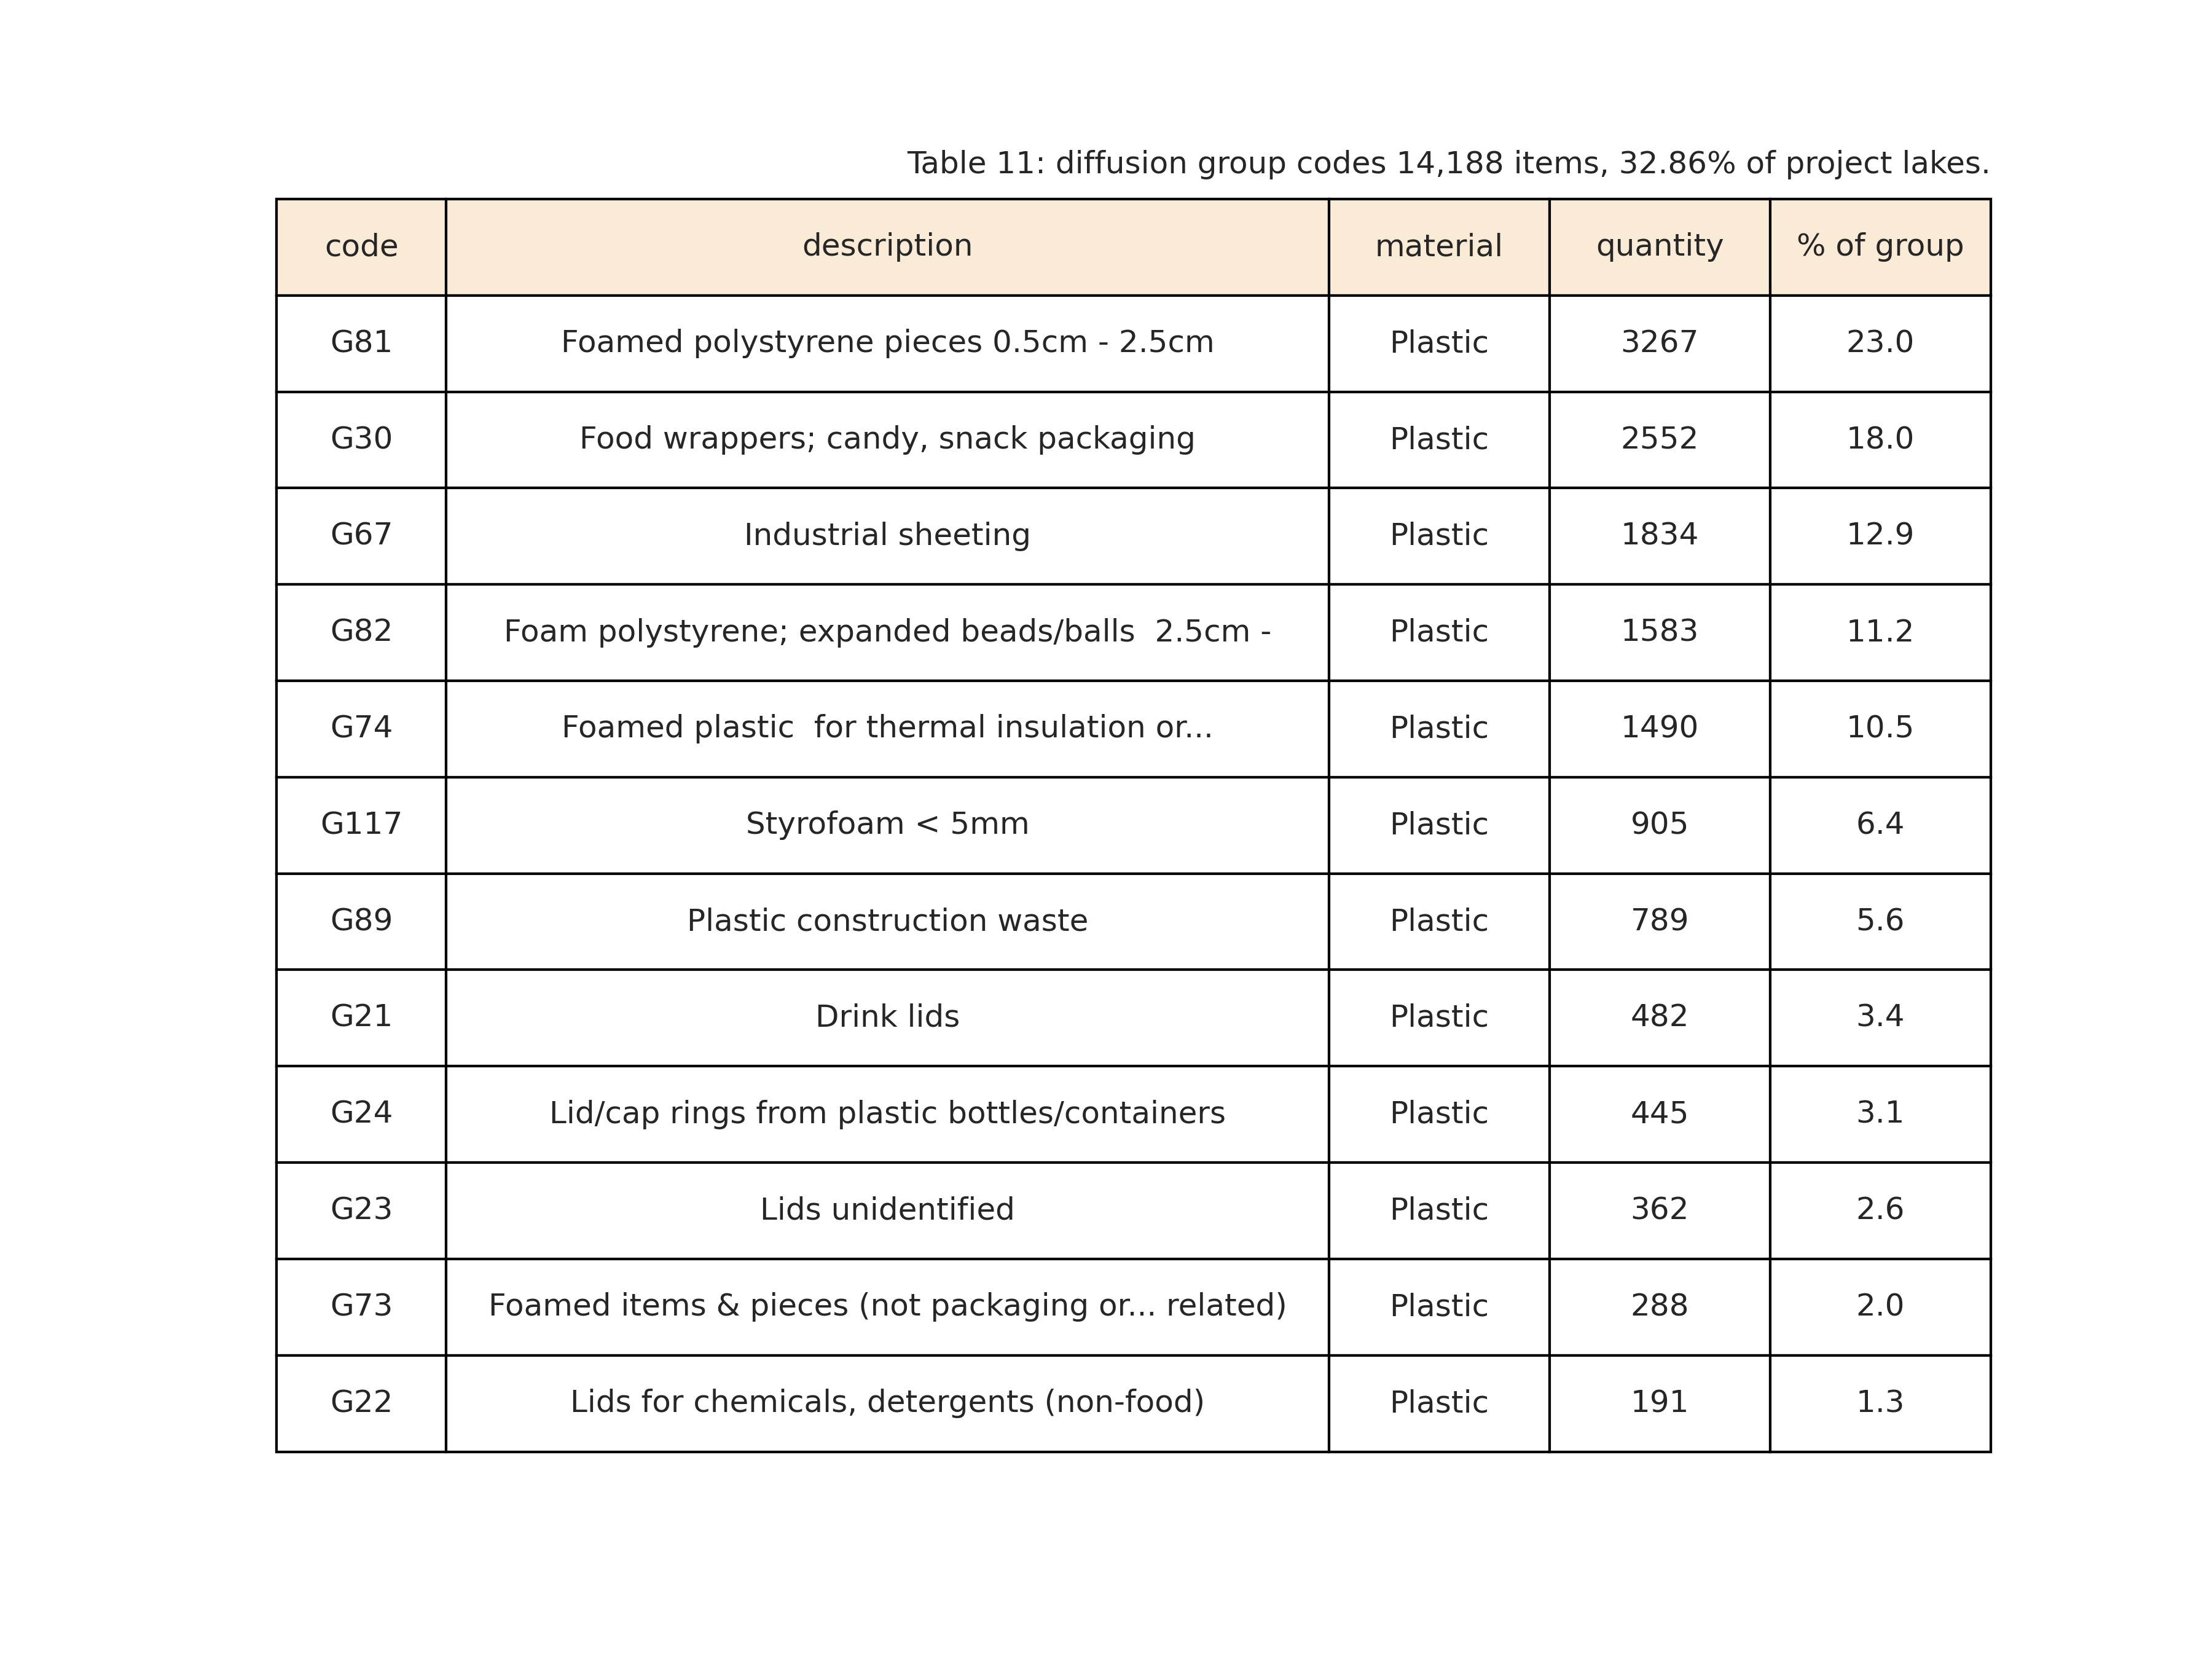 Table 11: diffusion group codes 14,188 items, 32.86% of project lakes.
code description material quantity % of group
G81 Foamed polystyrene pieces 0.5cm - 2.5cm Plastic 3267 23.0
G30 Food wrappers; candy, snack packaging Plastic 2552 18.0
G67 Industrial sheeting Plastic 1834 12.9
G82 Foam polystyrene; expanded beads/balls  2.5cm - Plastic 1583 11.2
G74 Foamed plastic  for thermal insulation or... Plastic 1490 10.5
G117 Styrofoam < 5mm Plastic 905 6.4
G89 Plastic construction waste Plastic 789 5.6
G21 Drink lids Plastic 482 3.4
G24 Lid/cap rings from plastic bottles/containers Plastic 445 3.1
G23 Lids unidentified Plastic 362 2.6
G73 Foamed items & pieces (not packaging or... related) Plastic 288 2.0
G22 Lids for chemicals, detergents (non-food) Plastic 191 1.3